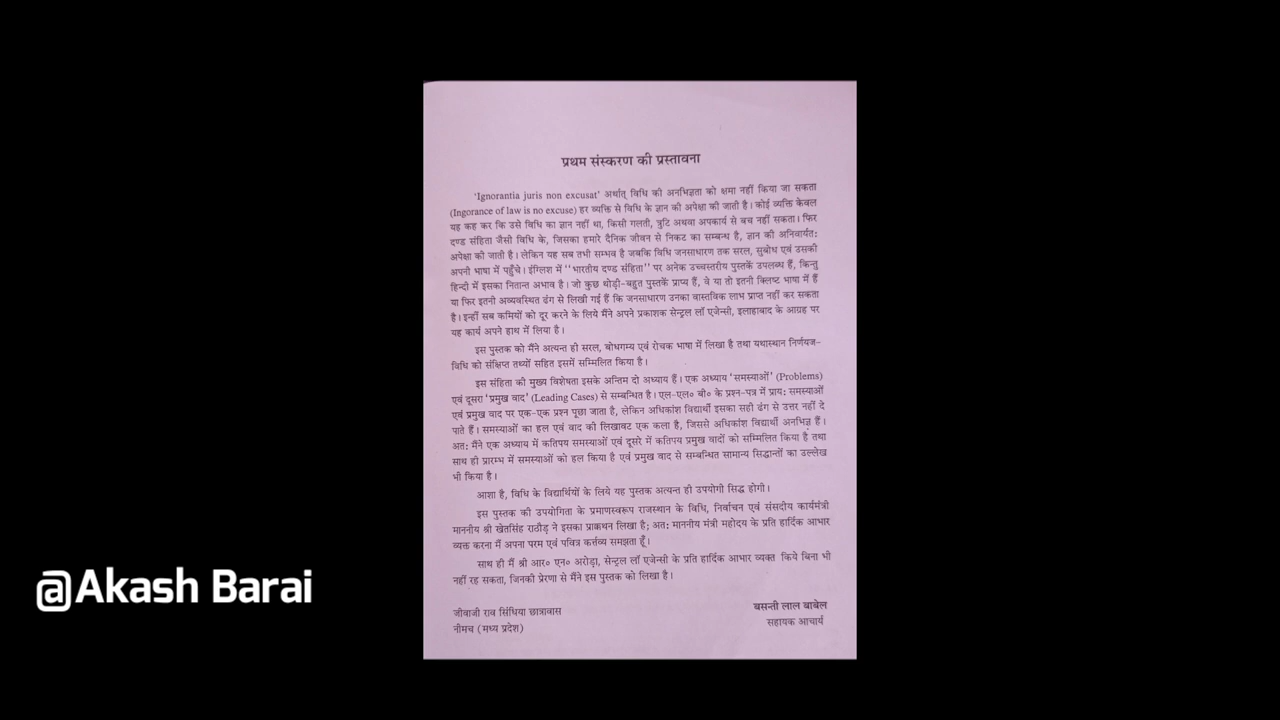 प्रथम संस्करण की प्रस्तावना
'Ignorantia juris non excusat' अर्थात् विधि की अनभिज्ञता को क्षमा नहीं किया जा सकता
(Ingorance of law is no excuse) हर व्यक्ति से विधि के ज्ञान की अपेक्षा की जाती है। कोई व्यक्ति केवल
यह कह कर कि उसे विधि का ज्ञान नहीं था, किसी गलती, त्रुटि अथवा अपकार्य से बच नहीं सकता। फिर
दण्ड संहिता जैसी विधि के, जिसका हमारे दैनिक जीवन से निकट का सम्बन्ध है, ज्ञान की अनिवार्यत:
अपेक्षा की जाती है। लेकिन यह सब तभी सम्भव है जबकि विधि जनसाधारण तक सरल, सुबोध एवं उसकी
अपनी भाषा में पहुँचे। इंग्लिश में ''भारतीय दण्ड संहिता'' पर अनेक उच्चस्तरीय पुस्तकें उपलब्ध हैं, किन्तु
हिन्दी में इसका नितान्त अभाव है। जो कुछ थोड़ी-बहुत पुस्तकें प्राप्य हैं, वे या तो इतनी क्लिष्ट भाषा में हैं
या फिर इतनी अव्यवस्थित ढंग से लिखी गई हैं कि जनसाधारण उनका वास्तविक लाभ प्राप्त नहीं कर सकता
है। इन्हीं सब कमियों को दूर करने के लिये मैंने अपने प्रकाशक सेन्ट्रल लॉ एजेन्सी, इलाहाबाद के आग्रह पर
यह कार्य अपने हाथ में लिया है।
इस पुस्तक को मैंने अत्यन्त ही सरल, बोधगम्य एवं रोचक भाषा में लिखा है तथा यथास्थान निर्णयज-
विधि को संक्षिप्त तथ्यों सहित इसमें सम्मिलित किया है।
इस संहिता की मुख्य विशेषता इसके अन्तिम दो अध्याय हैं। एक अध्याय 'समस्याओं' (Problems)
एवं दूसरा 'प्रमुख वाद' (Leading Cases) से सम्बन्धित है। एल-एल० बी० के प्रश्न-पत्र में प्राय: समस्याओं
एवं प्रमुख वाद पर एक-एक प्रश्न पूछा जाता है, लेकिन अधिकांश विद्यार्थी इसका सही ढंग से उत्तर नहीं दे
पाते हैं। समस्याओं का हल एवं वाद की लिखावट एक कला है, जिससे अधिकांश विद्यार्थी अनभिज्ञ हैं।
अत: मैंने एक अध्याय में कतिपय समस्याओं एवं दूसरे में कतिपय प्रमुख वादों को सम्मिलित किया है तथा
साथ ही प्रारम्भ में समस्याओं को हल किया है एवं प्रमुख वाद से सम्बन्धित सामान्य सिद्धान्तों का उल्लेख
भी किया है।
आशा है, विधि के विद्यार्थियों के लिये यह पुस्तक अत्यन्त ही उपयोगी सिद्ध होगी।
इस पुस्तक की उपयोगिता के प्रमाणस्वरूप राजस्थान के विधि, निर्वाचन एवं संसदीय कार्यमंत्री
माननीय श्री खेतसिंह राठौड़ ने इसका प्राक्कथन लिखा है; अत: माननीय मंत्री महोदय के प्रति हार्दिक आभार
व्यक्त करना मैं अपना परम एवं पवित्र कर्त्तव्य समझता हूँ।
साथ ही मैं श्री आर० एन० अरोड़ा, सेन्ट्रल लॉ एजेन्सी के प्रति हार्दिक आभार व्यक्त किये बिना भी
नहीं रह सकता, जिनकी प्रेरणा से मैंने इस पुस्तक को लिखा है।
जीवाजी राव सिंधिया छात्रावास
नीमच (मध्य प्रदेश)
बसन्ती लाल बाबेल
सहायक आचार्य
@Akash Barai